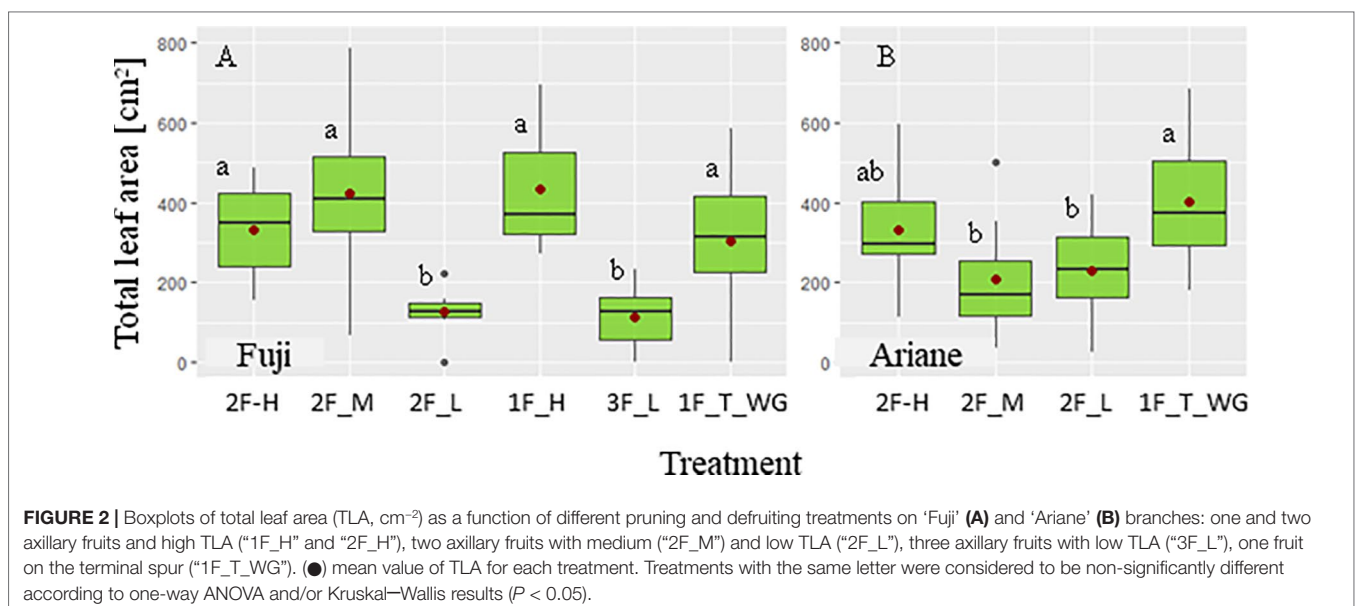 800
600
400
200
0
Total leaf area [cm²]
A
a
a
b
a
b
a
Fuji
2F-H 2F_M 2F_L 1F_H 3F_L 1F_T_WG
800
600
400
200
0
B
ab
b
b
a
Ariane
2F-H 2F_M 2F_L 1F_T_WG
Treatment
FIGURE 2 | Boxplots of total leaf area (TLA, cm⁻²) as a function of different pruning and defruiting treatments on ‘Fuji’ (A) and ‘Ariane’ (B) branches: one and two
axillary fruits and high TLA (“1F_H” and “2F_H”), two axillary fruits with medium (“2F_M”) and low TLA (“2F_L”), three axillary fruits with low TLA (“3F_L”), one fruit
on the terminal spur (“1F_T_WG”). (●) mean value of TLA for each treatment. Treatments with the same letter were considered to be non-significantly different
according to one-way ANOVA and/or Kruskal–Wallis results (P < 0.05).